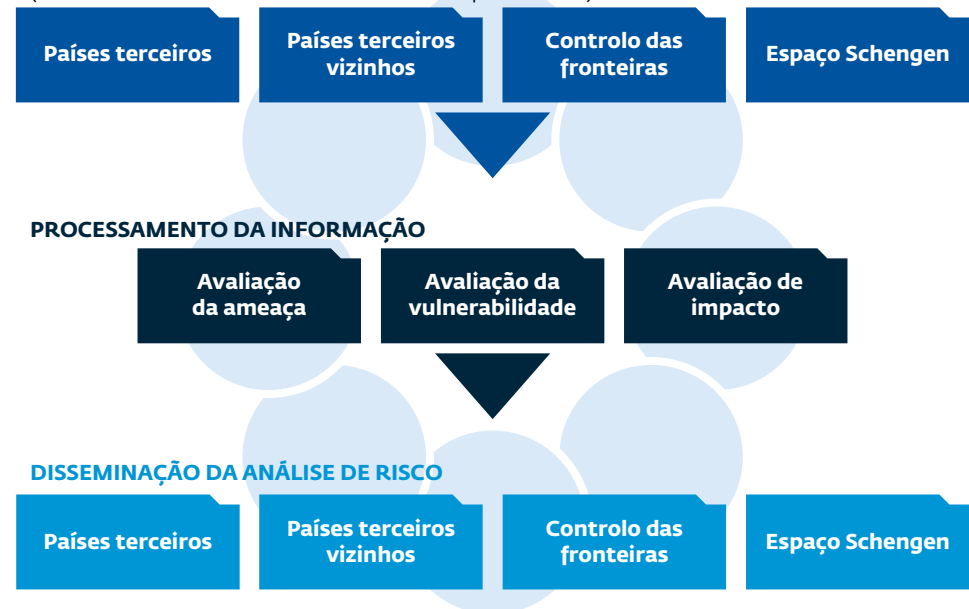 Países terceiros
Países terceiros
vizinhos
Controlo das
fronteiras
Espaço Schengen
PROCESSAMENTO DA INFORMAÇÃO
Avaliação
da ameaça
Avaliação da
vulnerabilidade
Avaliação de
impacto
DISSEMINAÇÃO DA ANÁLISE DE RISCO
Países terceiros
Países terceiros
vizinhos
Controlo das
fronteiras
Espaço Schengen